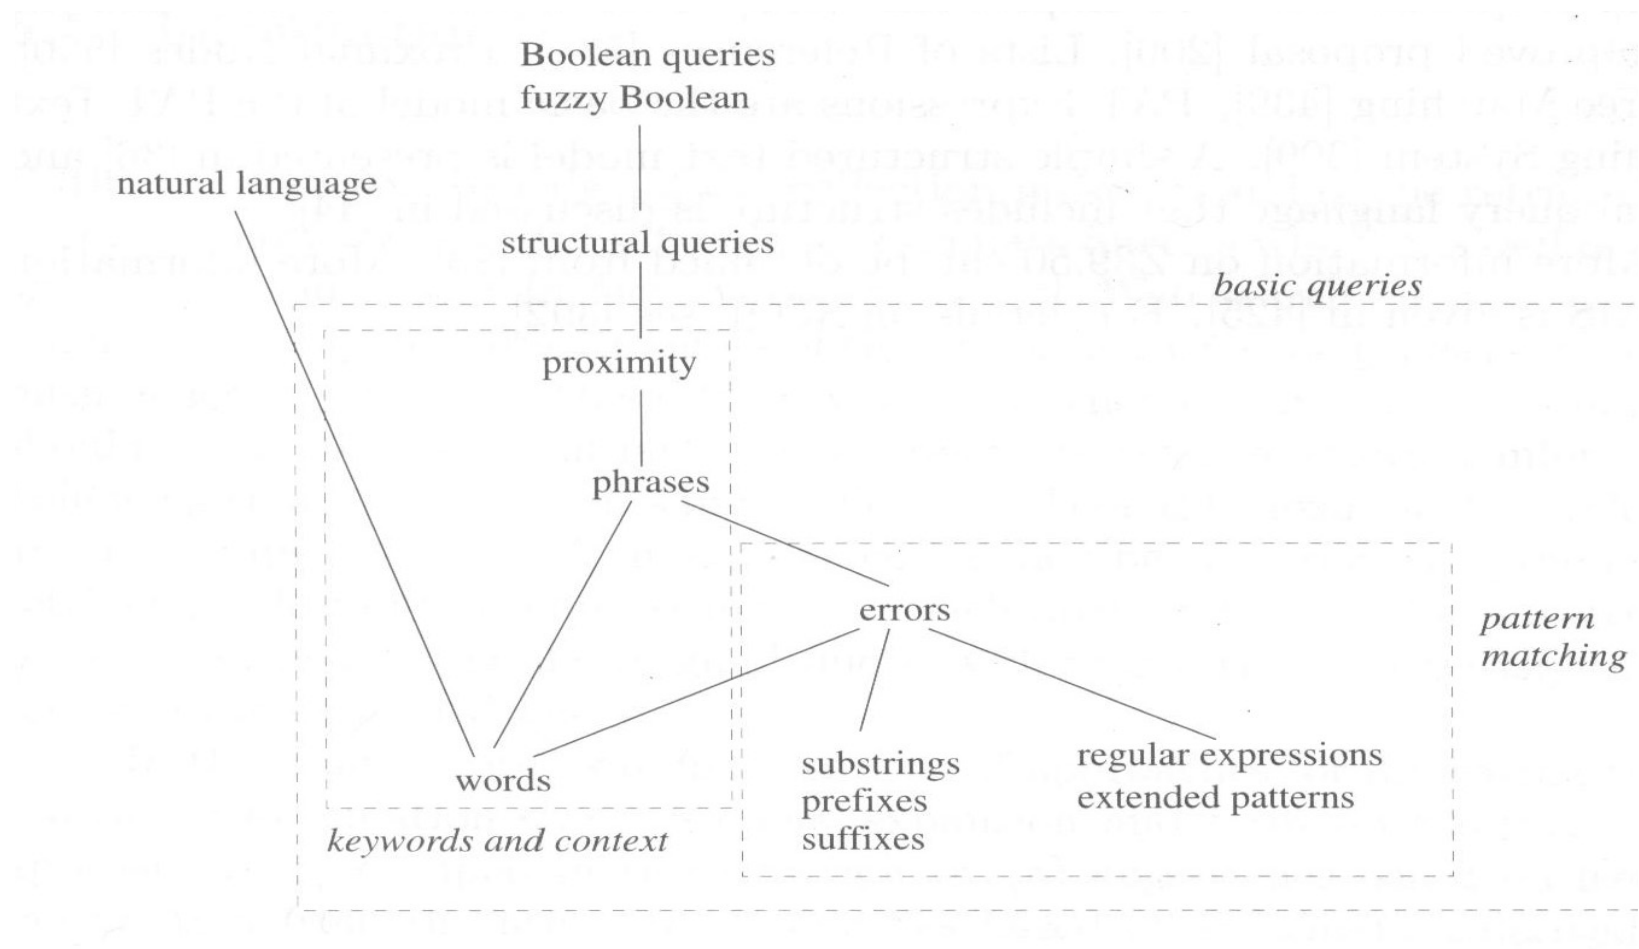 Boolean queries
fuzzy Boolean
natural language
structural queries
basic queries
proximity
phrases
errors
pattern
matching
words
substrings
prefixes
suffixes
regular expressions
extended patterns
keywords and context